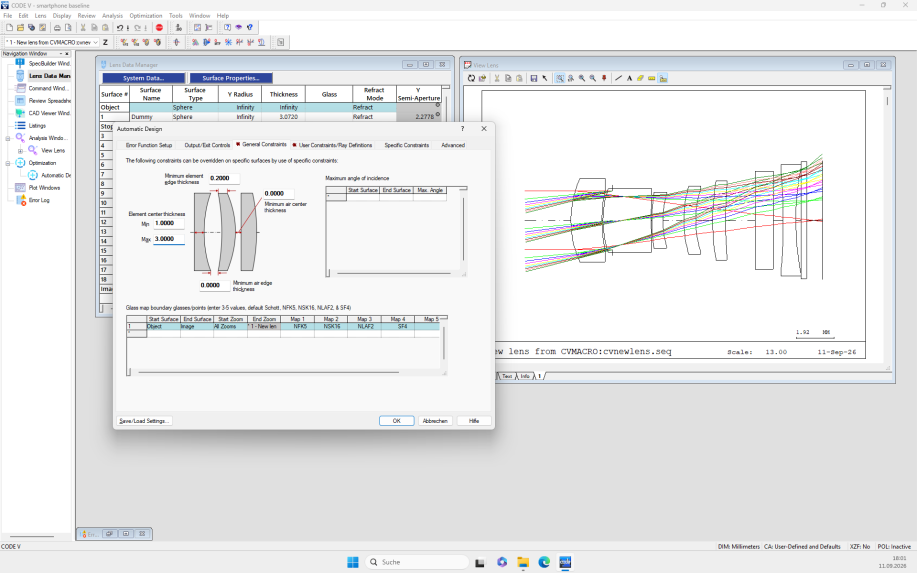 CODE V - smartphone baseline
File Edit Lens Display Review Analysis Optimization Tools Window Help
* 1 - New lens from CVMACRO:cvnew
Navigation Window
SpecBuilder Wind
Lens Data Man
Command Wind...
Review Spreadshe
CAD Viewer Wind
Listings
Analysis Windo...
View Lens
Optimization
Automatic De
Plot Windows
Error Log
Lens Data Manager
System Data...
Surface Properties...
Surface # Surface Name Surface Type Y Radius Thickness Glass Refract Mode Y Semi-Aperture
Object Sphere Infinity Infinity Refract
1 Dummy Sphere Infinity 3.0720 Refract 2.2778
Stop
3
4
5
6
7
8
9
10
11
12
13
14
15
16
17
18
Imag
Automatic Design
Error Function Setup Output/Exit Controls General Constraints User Constraints/Ray Definitions Specific Constraints Advanced
The following constraints can be overridden on specific surfaces by use of specific constraints:
Minimum element edge thickness 0.2000
0.0000
Minimum air center thickness
Element center thickness
Min 1.0000
Max 3.0000
0.0000 Minimum air edge thickness
Maximum angle of incidence
Start Surface End Surface Max. Angle
*
Glass map boundary glasses/points (enter 3-5 values, default Schott, NFK5, NSK16, NLAF2, & SF4)
Start Surface End Surface Start Zoom End Zoom Map 1 Map 2 Map 3 Map 4 Map 5
1 Object Image All Zooms * 1 - New len NFK5 NSK16 NLAF2 SF4
*
Save/Load Settings...
OK Abbrechen Hilfe
View Lens
1.92 MM
ew lens from CVMACRO:cvnewlens.seq Scale: 13.00 11-Sep-26
Text Info 1
Err...
CODE V
DIM: Millimeters CA: User-Defined and Defaults XZF: No POL: Inactive
Suche
18:01
11.09.2026